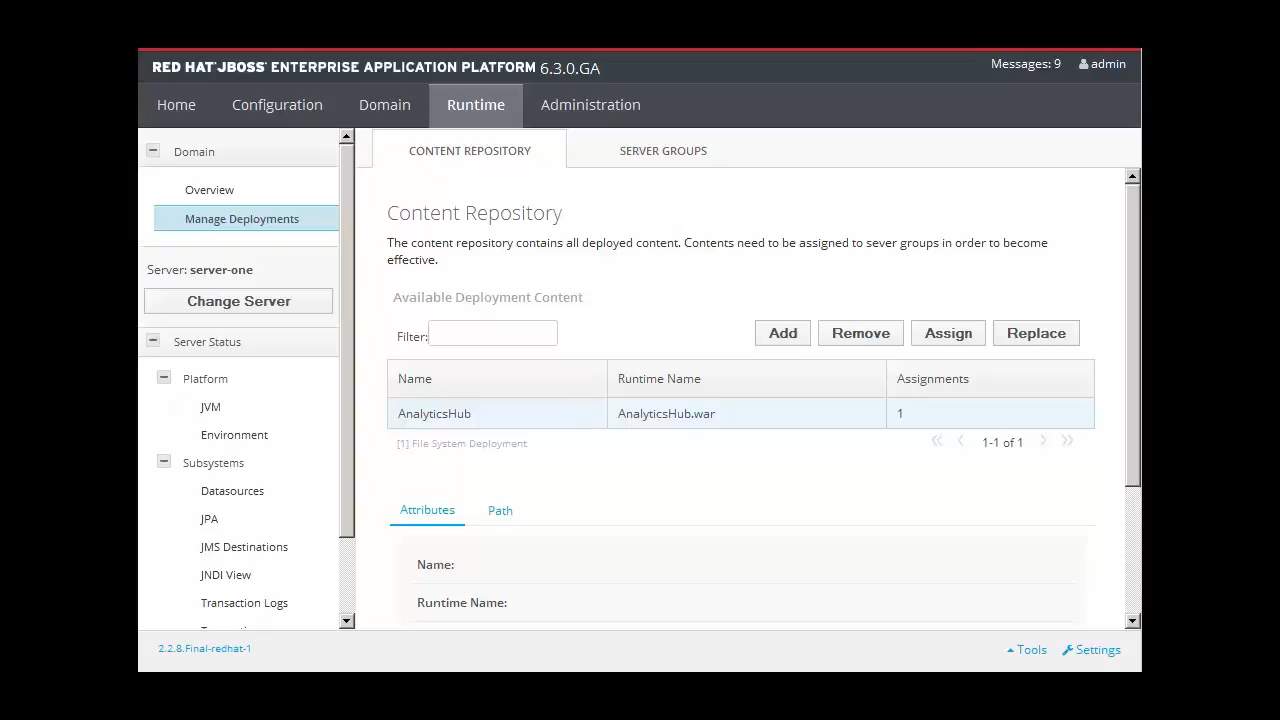 RED HAT JBOSS ENTERPRISE APPLICATION PLATFORM 6.3.0.GA
Messages: 9 admin
Home Configuration Domain Runtime Administration
Domain
Overview
Manage Deployments
Server: server-one
Change Server
Server Status
Platform
JVM
Environment
Subsystems
Datasources
JPA
JMS Destinations
JNDI View
Transaction Logs
CONTENT REPOSITORY SERVER GROUPS
Content Repository
The content repository contains all deployed content. Contents need to be assigned to sever groups in order to become
effective.
Available Deployment Content
Filter: Add Remove Assign Replace
Name Runtime Name Assignments
AnalyticsHub AnalyticsHub.war 1
[1] File System Deployment 1-1 of 1
Attributes Path
Name:
Runtime Name:
2.2.8.Final-redhat-1 Tools Settings